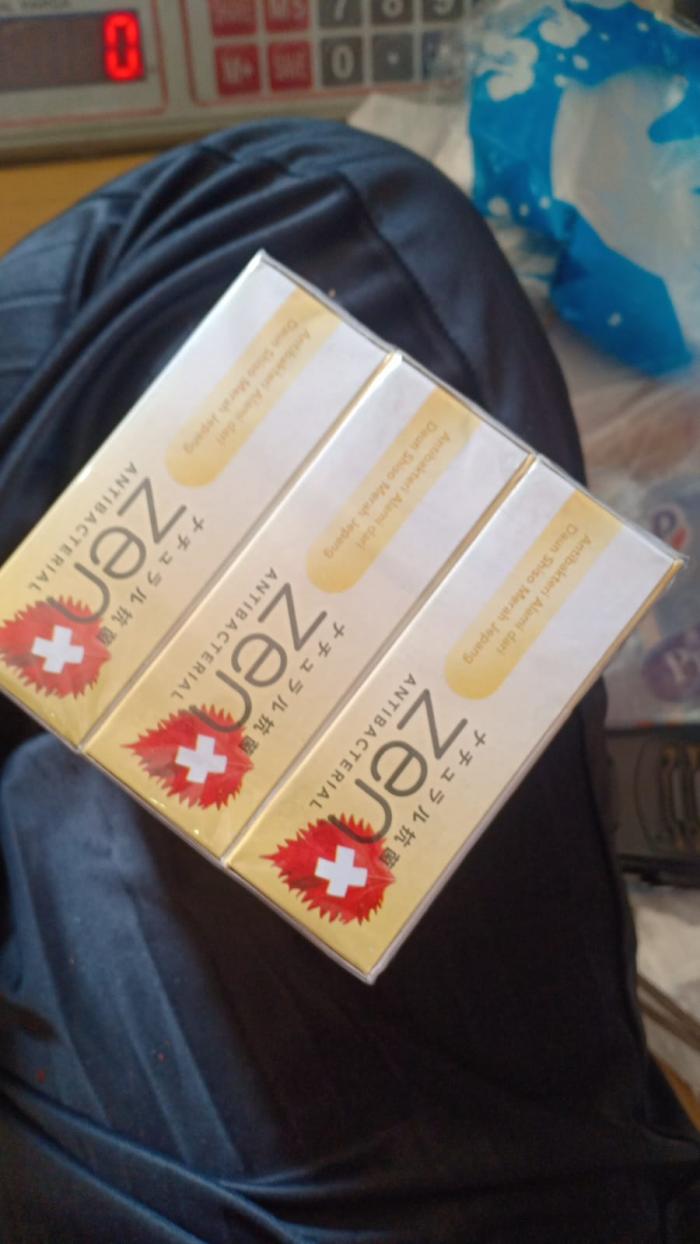 0
M+
0
Antibakteri Alami dari
Daun Shiso Merah Jepang
zen
ANTIBACTERIAL
ナチュラル抗菌
Antibakteri Alami dari
Daun Shiso Merah Jepang
zen
ANTIBACTERIAL
ナチュラル抗菌
Antibakteri Alami dari
Daun Shiso Merah Jepang
zen
ANTIBACTERIAL
ナチュラル抗菌